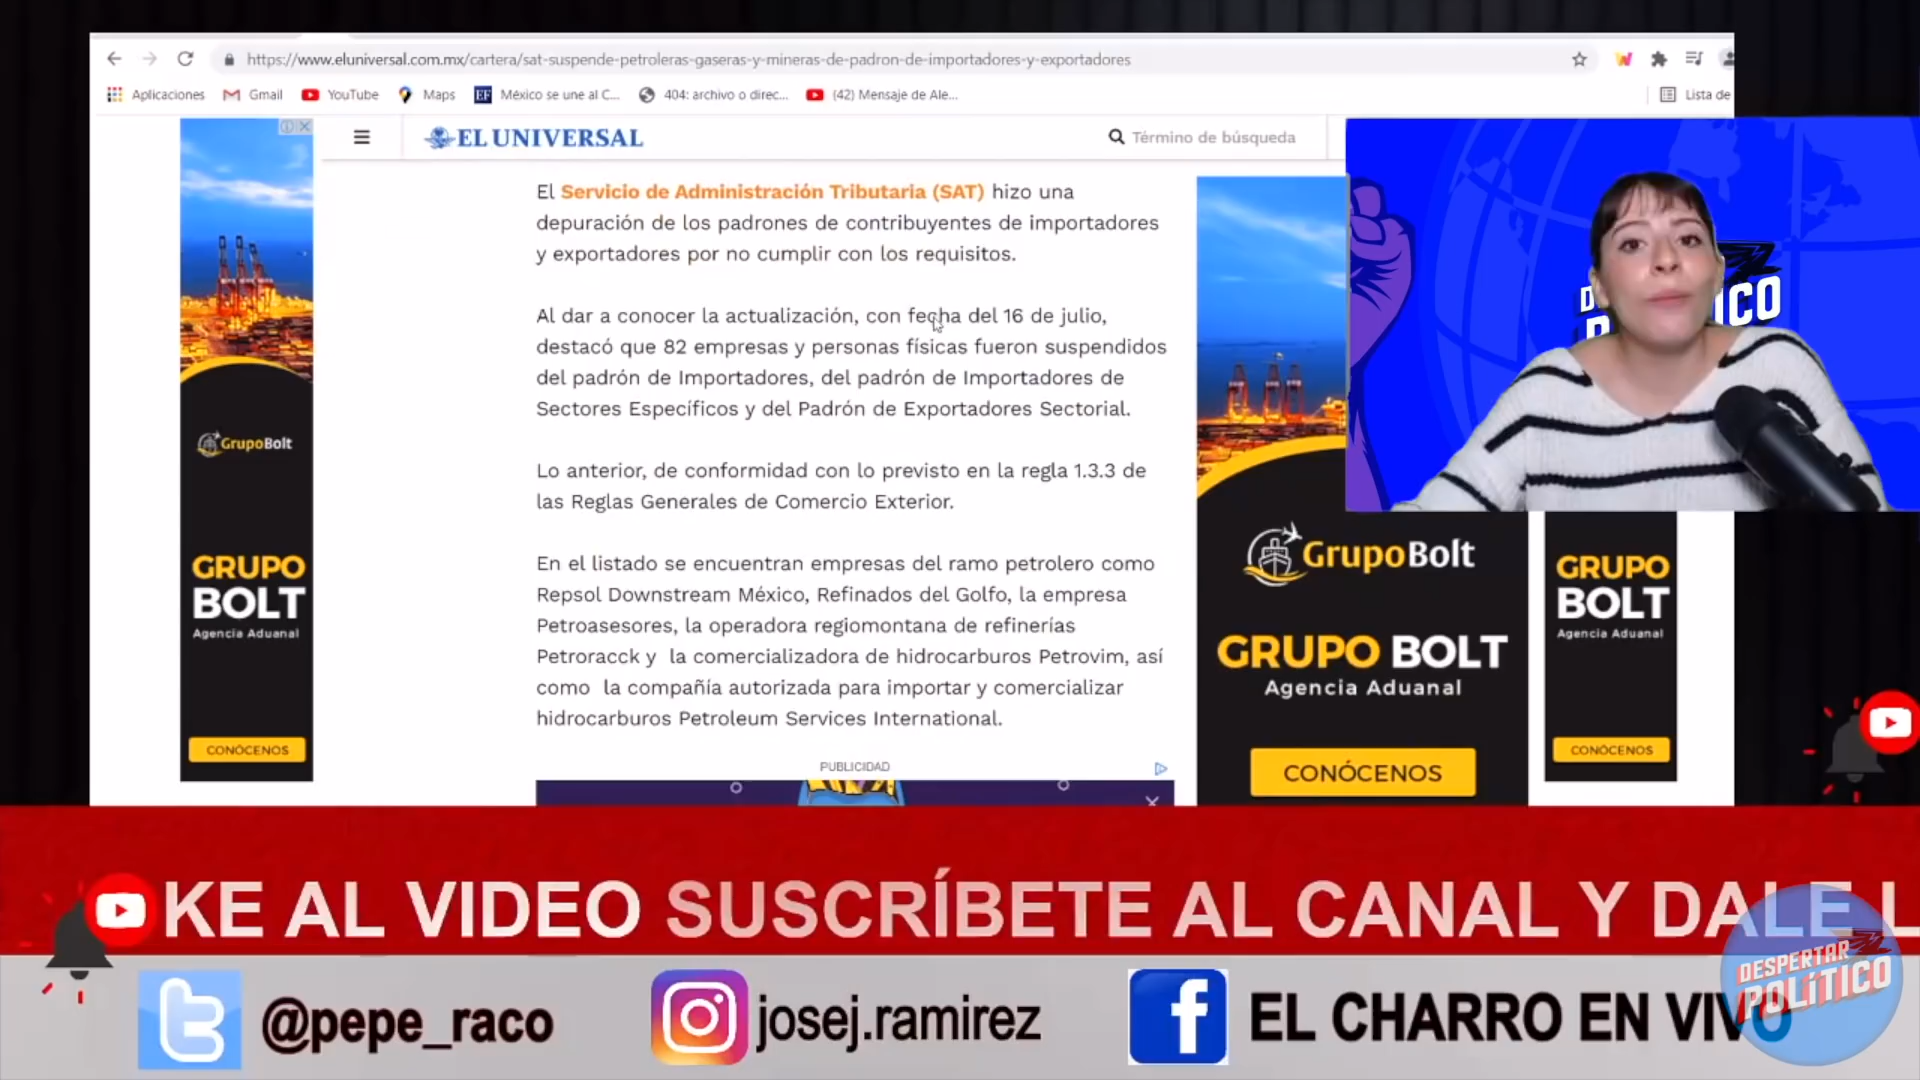 https://www.eluniversal.com.mx/cartera/sat-suspende-petroleras-gaseras-y-mineras-de-padron-de-importadores-y-exportadores
Aplicaciones
Gmail
YouTube
Maps
EF
México se une al C...
404: archivo o direc...
(42) Mensaje de Ale...
Lista de
EL UNIVERSAL
Término de búsqueda
El Servicio de Administración Tributaria (SAT) hizo una
depuración de los padrones de contribuyentes de importadores
y exportadores por no cumplir con los requisitos.
Al dar a conocer la actualización, con fecha del 16 de julio,
destacó que 82 empresas y personas físicas fueron suspendidos
del padrón de Importadores, del padrón de Importadores de
Sectores Específicos y del Padrón de Exportadores Sectorial.
Lo anterior, de conformidad con lo previsto en la regla 1.3.3 de
las Reglas Generales de Comercio Exterior.
En el listado se encuentran empresas del ramo petrolero como
Repsol Downstream México, Refinados del Golfo, la empresa
Petroasesores, la operadora regiomontana de refinerías
Petroracck y la comercializadora de hidrocarburos Petrovim, así
como la compañía autorizada para importar y comercializar
hidrocarburos Petroleum Services International.
PUBLICIDAD
GrupoBolt
GRUPO
BOLT
Agencia Aduanal
CONÓCENOS
GrupoBolt
GRUPO BOLT
Agencia Aduanal
CONÓCENOS
GRUPO
BOLT
Agencia Aduanal
CONÓCENOS
ICO
KE AL VIDEO SUSCRÍBETE AL CANAL Y DALE L
@pepe_raco
josej.ramirez
EL CHARRO EN VIVO
DESPERTAR
POLÍTICO